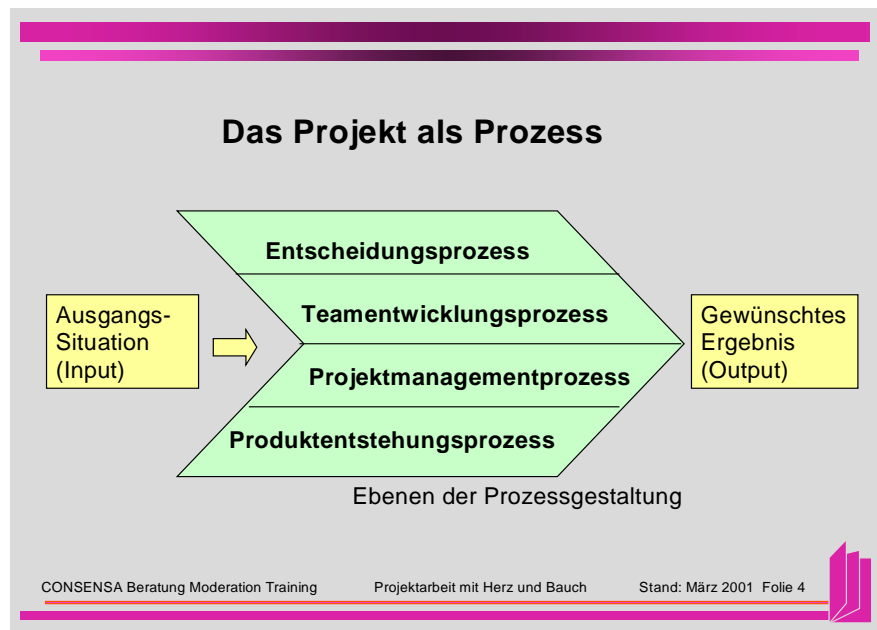 Das Projekt als Prozess
Entscheidungsprozess
Teamentwicklungsprozess
Projektmanagementprozess
Produktentstehungsprozess
Ausgangs-
Situation
(Input)
Gewünschtes
Ergebnis
(Output)
Ebenen der Prozessgestaltung
CONSENSA Beratung Moderation Training Projektarbeit mit Herz und Bauch Stand: März 2001 Folie 4